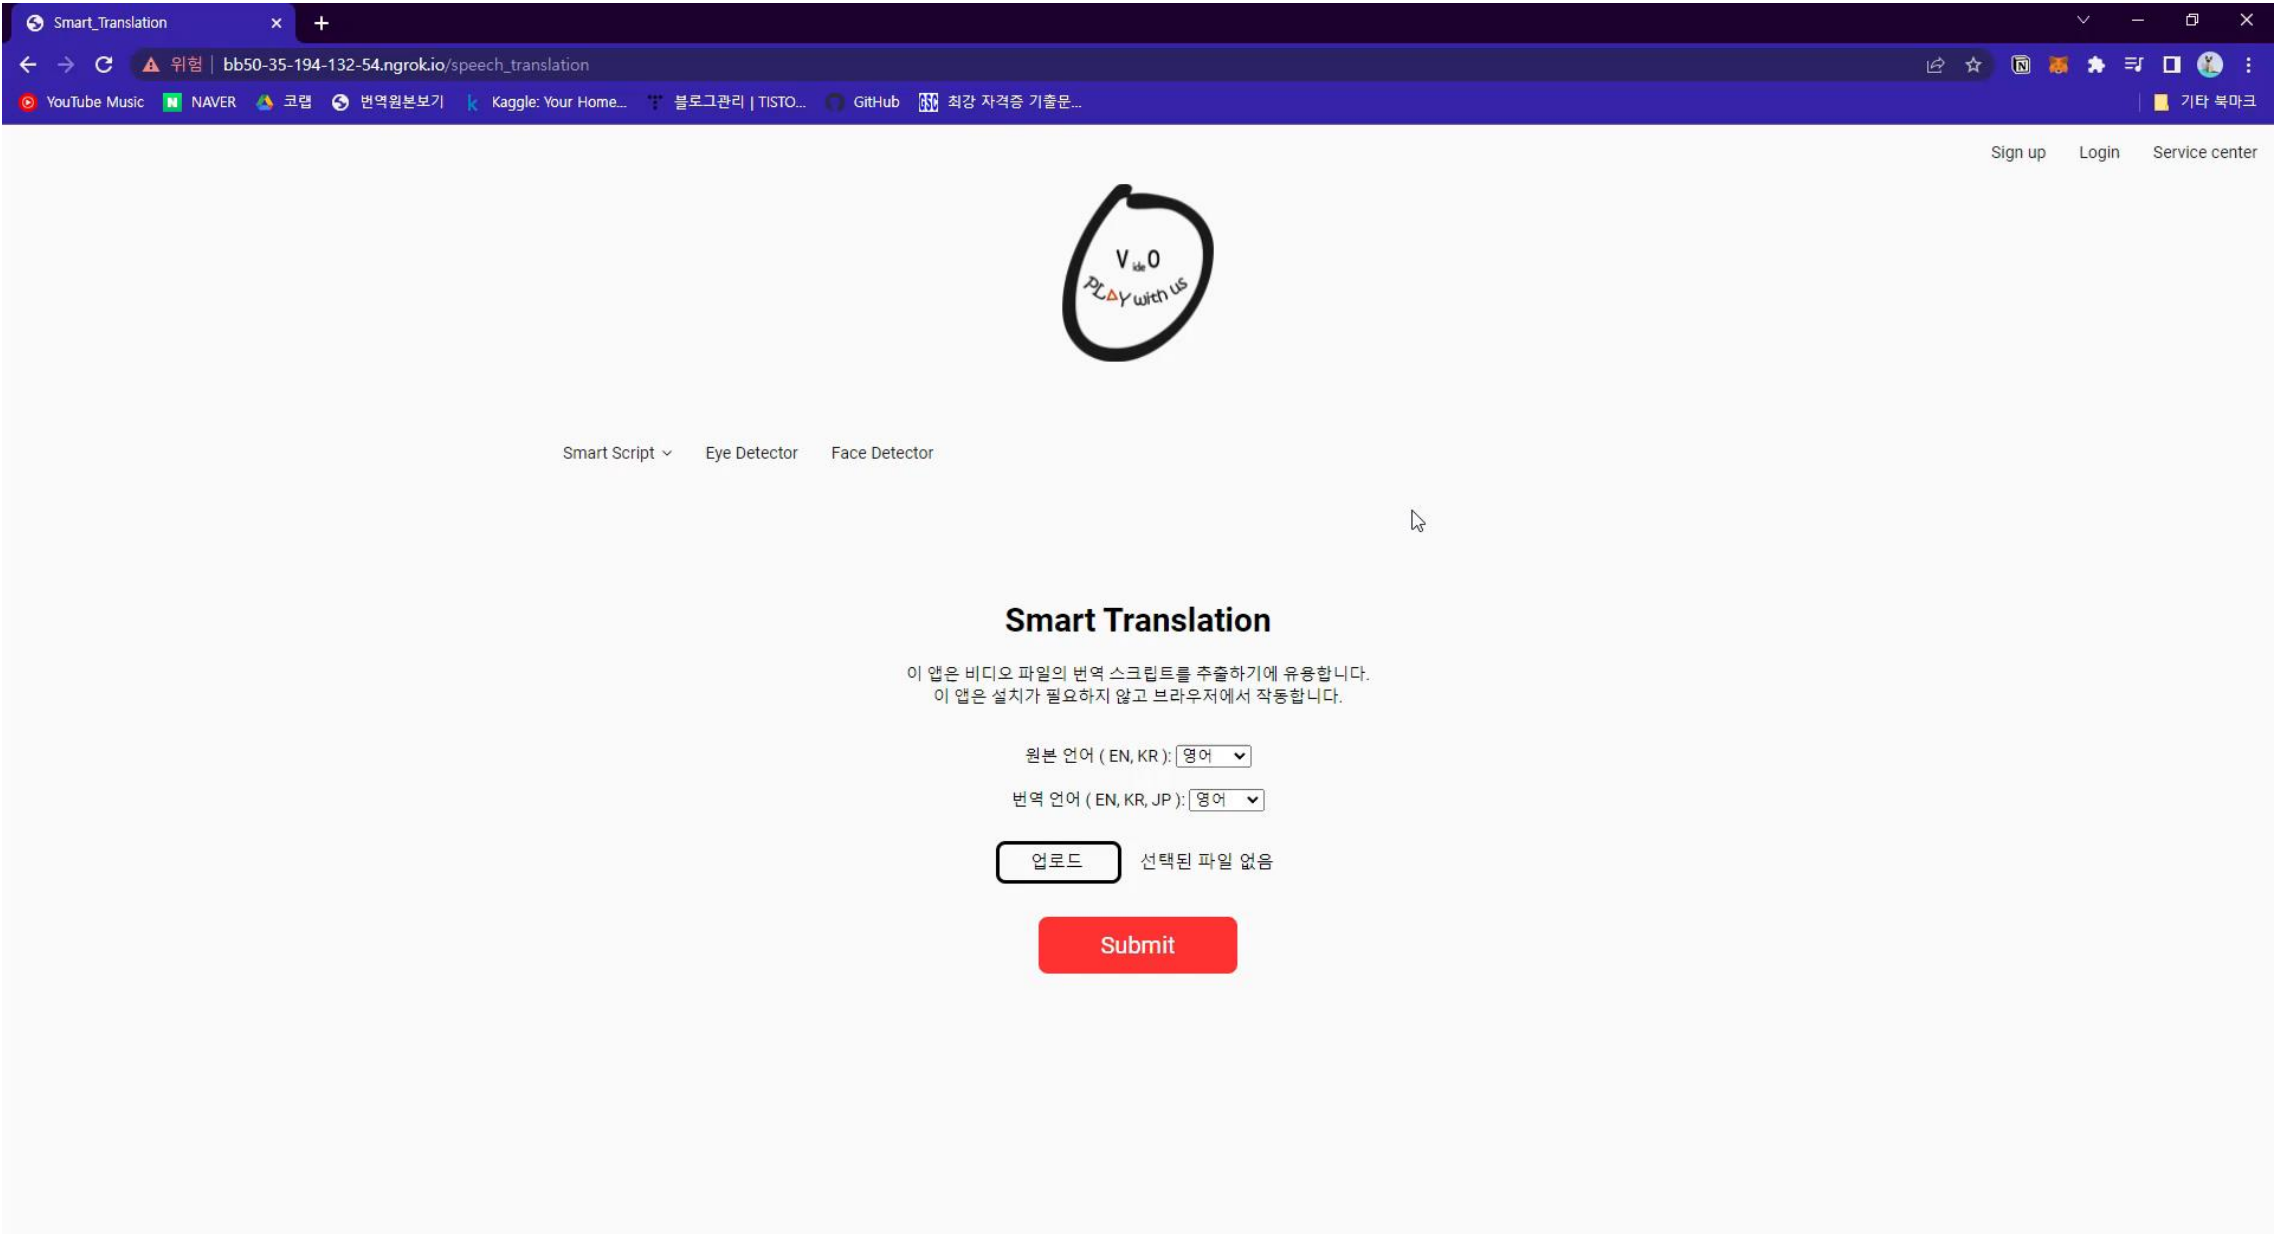 Smart_Translation
위험 bb50-35-194-132-54.ngrok.io/speech_translation
YouTube Music NAVER 코랩 번역원본보기 Kaggle: Your Home... 블로그관리 | TISTO... GitHub 최강 자격증 기출문... 기타 북마크
Sign up Login Service center
V ide O
PLAY with us
Smart Script Eye Detector Face Detector
Smart Translation
이 앱은 비디오 파일의 번역 스크립트를 추출하기에 유용합니다.
이 앱은 설치가 필요하지 않고 브라우저에서 작동합니다.
원본 언어 ( EN, KR ): 영어
번역 언어 ( EN, KR, JP ): 영어
업로드 선택된 파일 없음
Submit